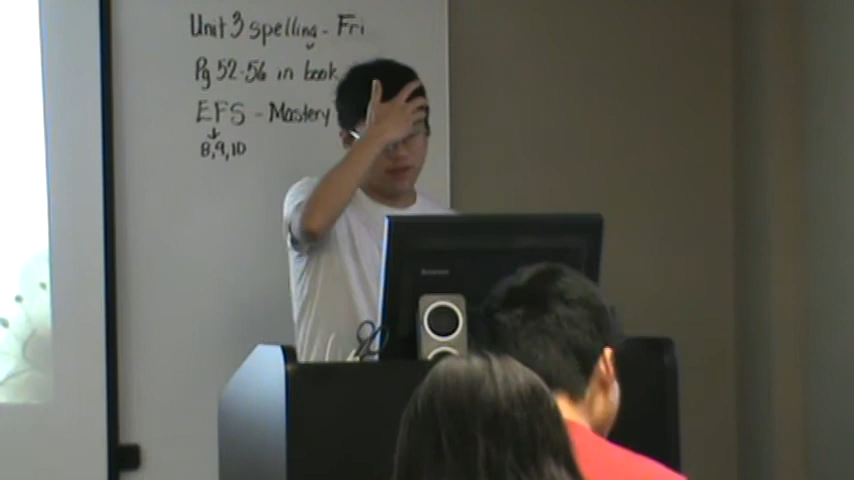 Unit 3 spelling - Fri
Pg 52-56 in book
EFS - Mastery
8,9,10